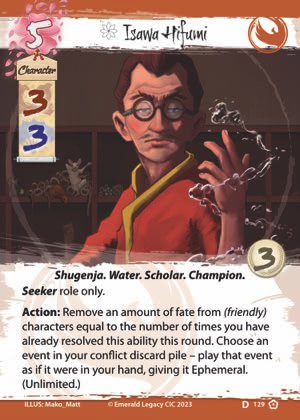 5
Isawa Hifumi
Character
3
3
3
Shugenja. Water. Scholar. Champion.
Seeker role only.
Action: Remove an amount of fate from (friendly)
characters equal to the number of times you have
already resolved this ability this round. Choose an
event in your conflict discard pile – play that event
as if it were in your hand, giving it Ephemeral.
(Unlimited.)
ILLUS: Mako_Matt © Emerald Legacy CIC 2023 D 129